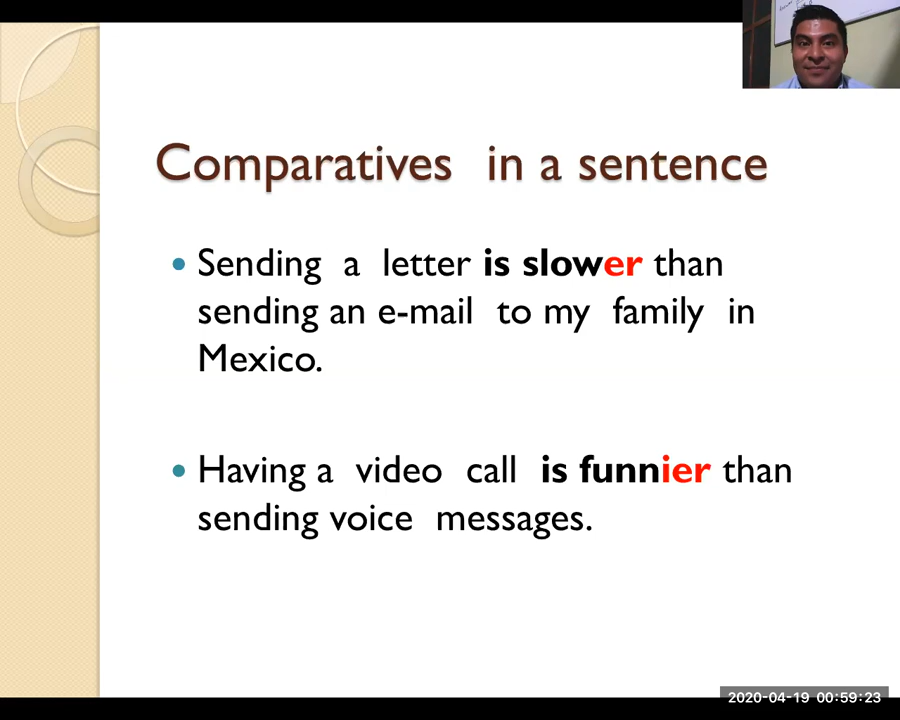 Comparatives in a sentence
Sending a letter is slower than
sending an e-mail to my family in
Mexico.
Having a video call is funnier than
sending voice messages.
2020-04-19 00:59:23